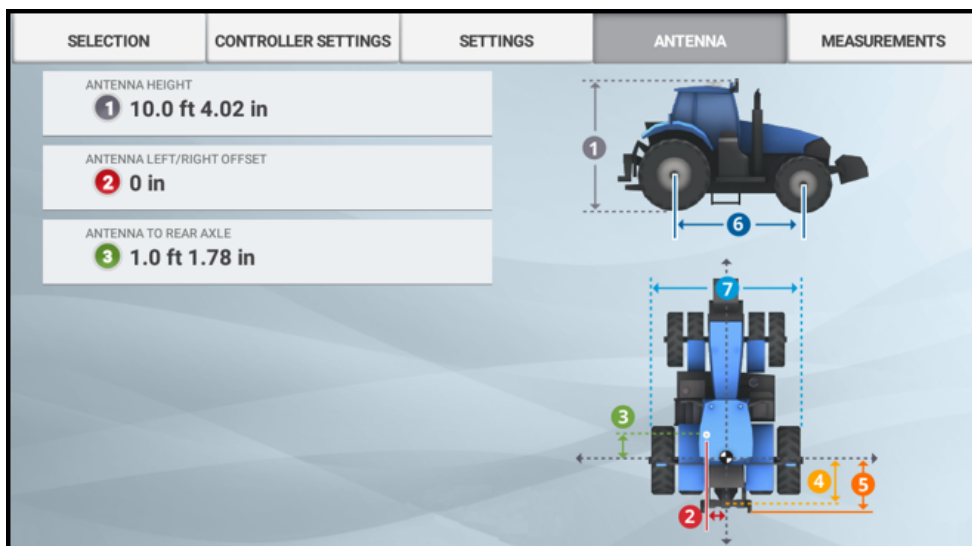 SELECTION CONTROLLER SETTINGS SETTINGS ANTENNA MEASUREMENTS
ANTENNA HEIGHT
1 10.0 ft 4.02 in
ANTENNA LEFT/RIGHT OFFSET
2 0 in
ANTENNA TO REAR AXLE
3 1.0 ft 1.78 in
1
6
7
3
4
5
2